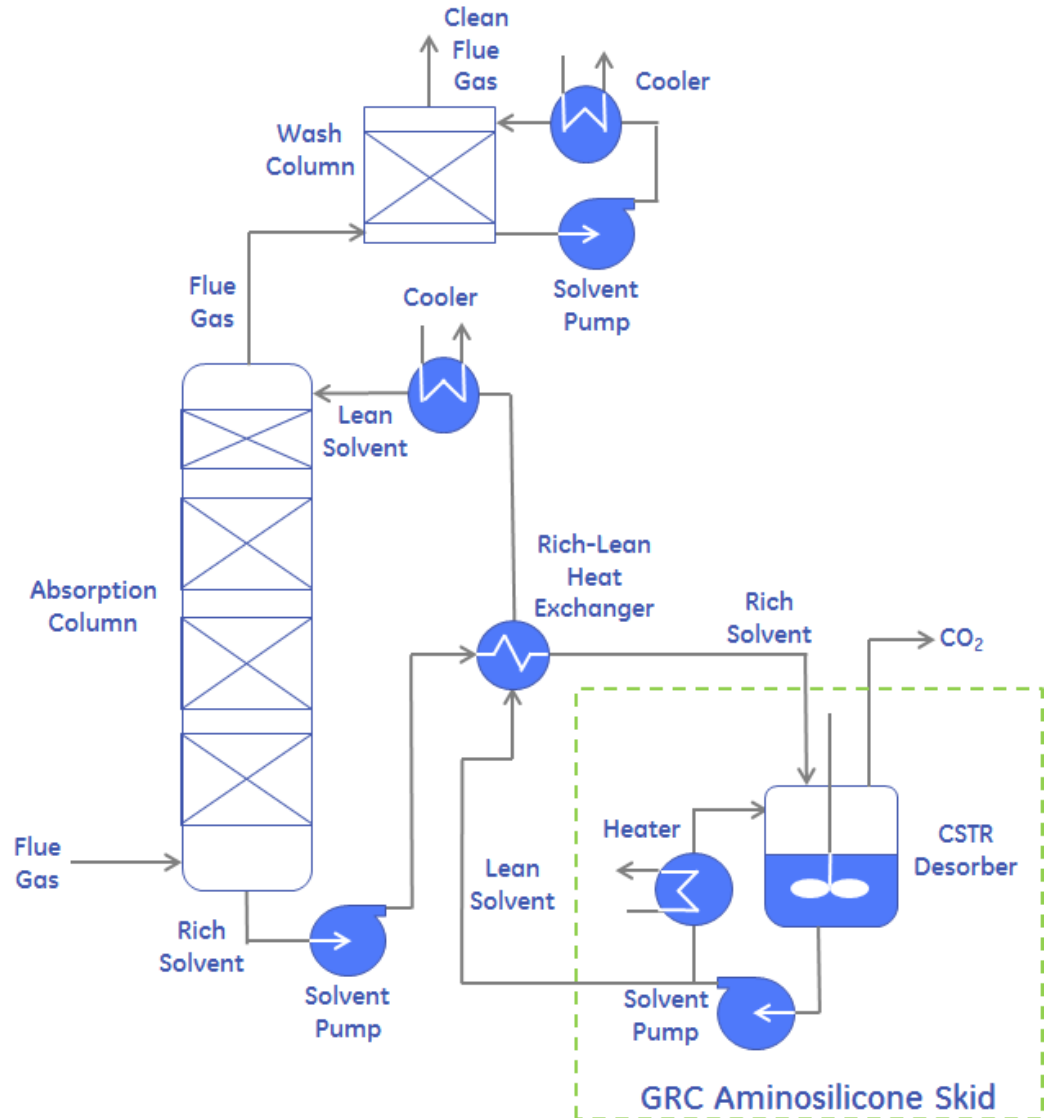 Clean
Flue
Gas
Cooler
Wash
Column
Solvent
Pump
Flue
Gas
Cooler
Lean
Solvent
Rich-Lean
Heat
Exchanger
Rich
Solvent
Absorption
Column
CO₂
Heater
CSTR
Desorber
Flue
Gas
Lean
Solvent
Rich
Solvent
Solvent
Pump
Solvent
Pump
GRC Aminosilicone Skid